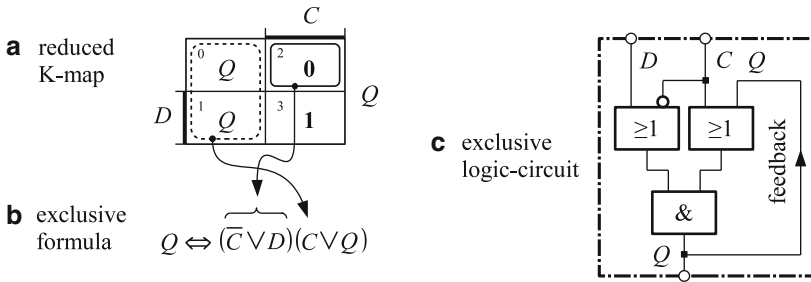 a reduced
K-map
C
0 Q
2 0
1 Q
3 1
D
Q
b exclusive
formula
Q ⇔ (C̅ ∨ D)(C ∨ Q)
c exclusive
logic-circuit
D C Q
≥1 ≥1
&
Q
feedback